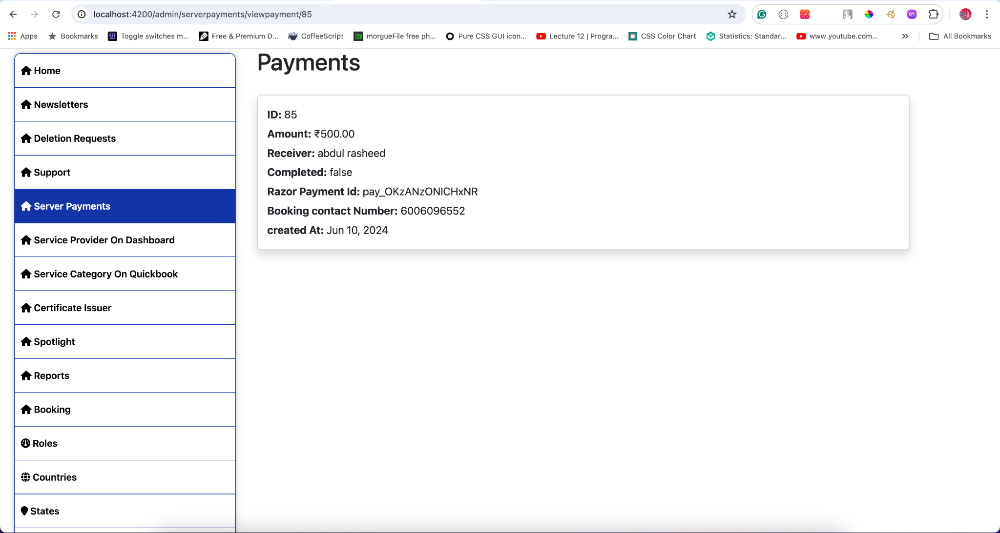 localhost:4200/admin/serverpayments/viewpayment/85
Apps Bookmarks Toggle switches m... Free & Premium D... CoffeeScript morgueFile free ph... Pure CSS GUI icon... Lecture 12 | Progra... CSS Color Chart Statistics: Standar... www.youtube.com... All Bookmarks
Home
Newsletters
Deletion Requests
Support
Server Payments
Service Provider On Dashboard
Service Category On Quickbook
Certificate Issuer
Spotlight
Reports
Booking
Roles
Countries
States
Payments
ID: 85
Amount: ₹500.00
Receiver: abdul rasheed
Completed: false
Razor Payment Id: pay_OKzANzONICHxNR
Booking contact Number: 6006096552
created At: Jun 10, 2024